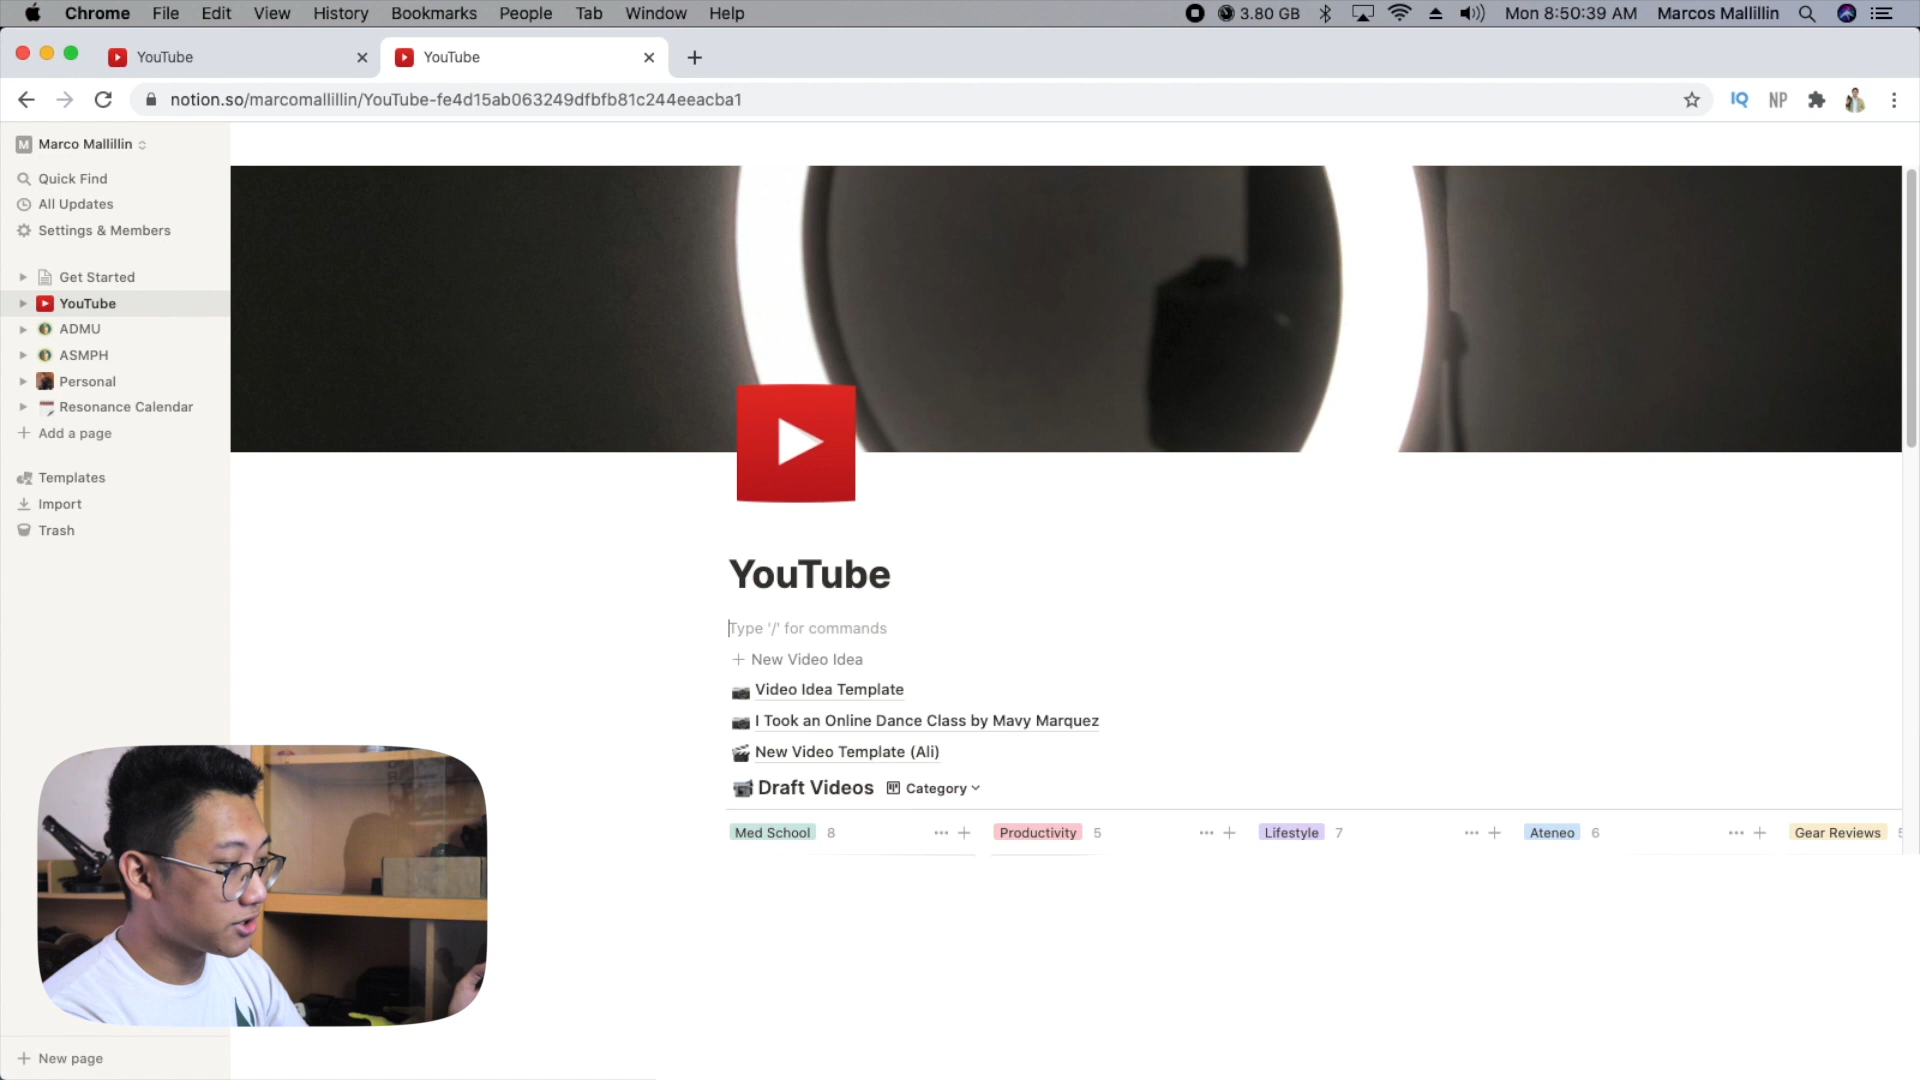 Chrome File Edit View History Bookmarks People Tab Window Help 3.80 GB Mon 8:50:39 AM Marcos Mallillin
YouTube YouTube
notion.so/marcomallillin/YouTube-fe4d15ab063249dfbfb81c244eeacba1 IQ NP
M Marco Mallillin
Quick Find
All Updates
Settings & Members
Get Started
YouTube
ADMU
ASMPH
Personal
Resonance Calendar
Add a page
Templates
Import
Trash
New page
YouTube
Type '/' for commands
New Video Idea
Video Idea Template
I Took an Online Dance Class by Mavy Marquez
New Video Template (Ali)
Draft Videos Category
Med School 8 Productivity 5 Lifestyle 7 Ateneo 6 Gear Reviews